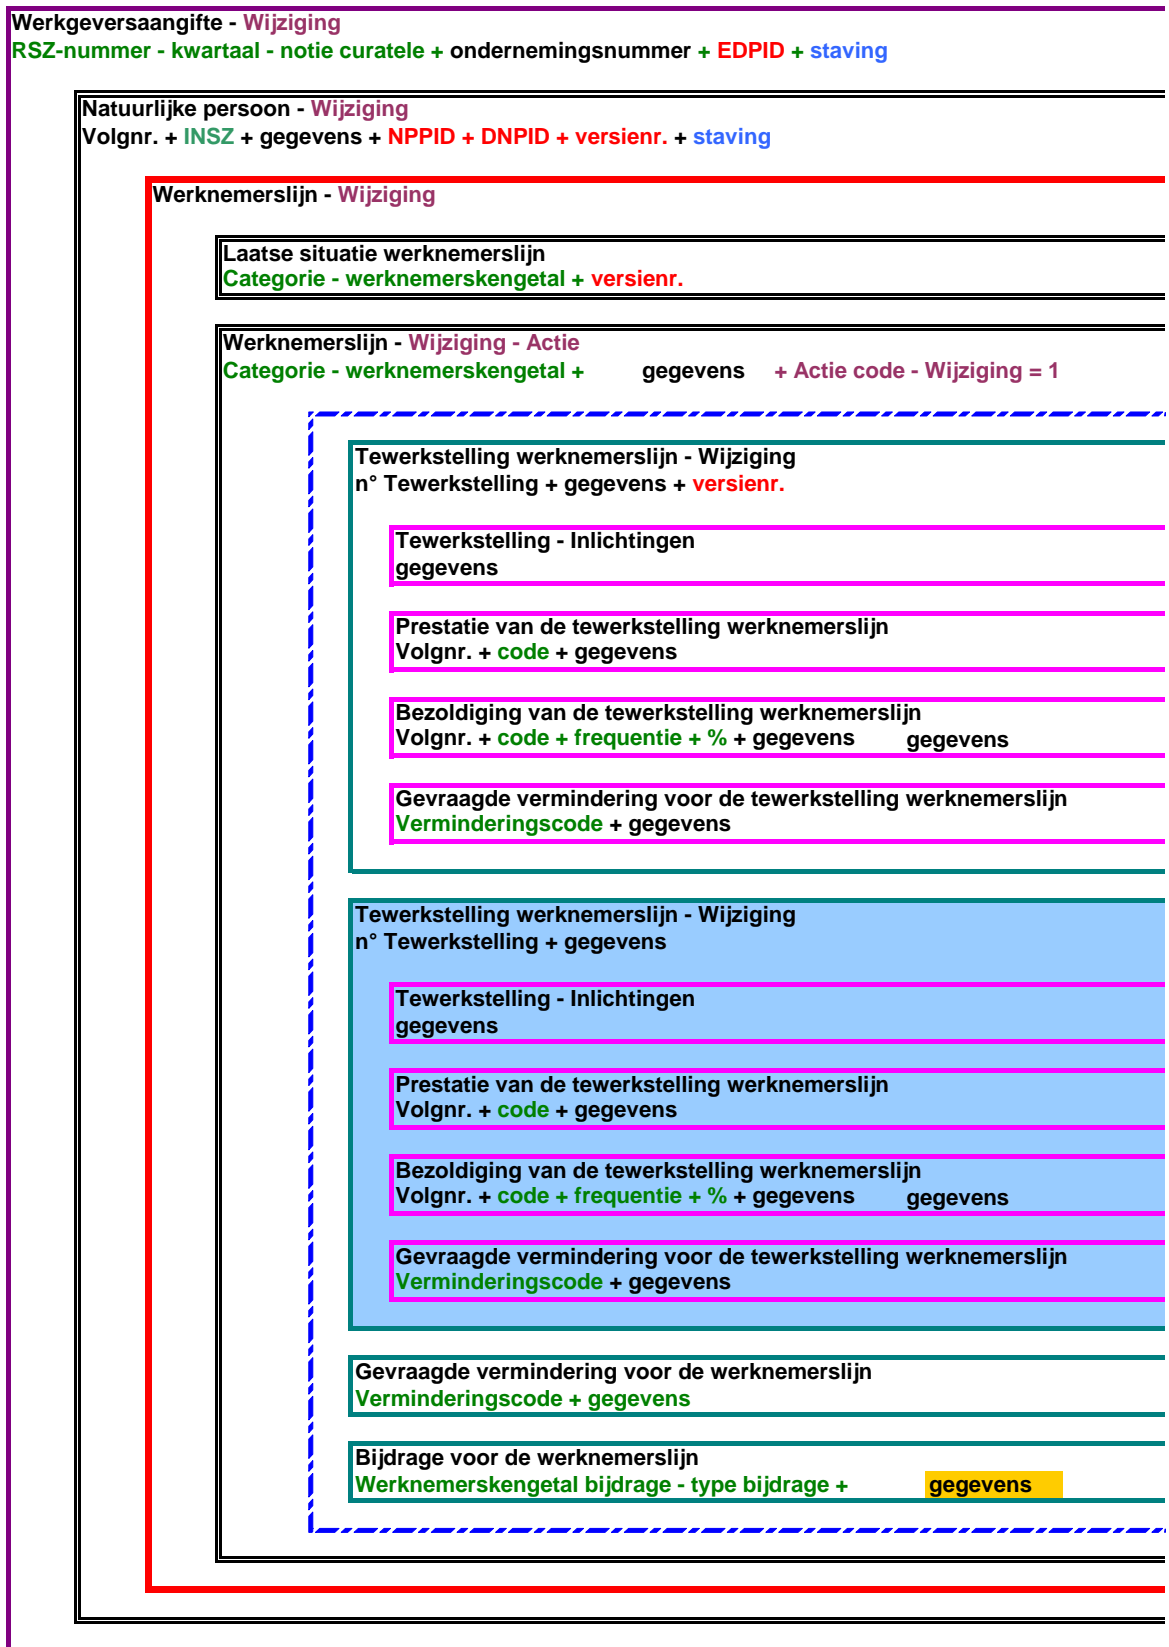 Werkgeversaangifte - Wijziging
RSZ-nummer - kwartaal - notie curatele + ondernemingsnummer + EDPID + staving
Natuurlijke persoon - Wijziging
Volgnr. + INSZ + gegevens + NPPID + DNPID + versienr. + staving
Werknemerslijn - Wijziging
Laatse situatie werknemerslijn
Categorie - werknemerskengetal + versienr.
Werknemerslijn - Wijziging - Actie
Categorie - werknemerskengetal + gegevens + Actie code - Wijziging = 1
Tewerkstelling werknemerslijn - Wijziging
n° Tewerkstelling + gegevens + versienr.
Tewerkstelling - Inlichtingen
gegevens
Prestatie van de tewerkstelling werknemerslijn
Volgnr. + code + gegevens
Bezoldiging van de tewerkstelling werknemerslijn
Volgnr. + code + frequentie + % + gegevens gegevens
Gevraagde vermindering voor de tewerkstelling werknemerslijn
Verminderingscode + gegevens
Tewerkstelling werknemerslijn - Wijziging
n° Tewerkstelling + gegevens
Tewerkstelling - Inlichtingen
gegevens
Prestatie van de tewerkstelling werknemerslijn
Volgnr. + code + gegevens
Bezoldiging van de tewerkstelling werknemerslijn
Volgnr. + code + frequentie + % + gegevens gegevens
Gevraagde vermindering voor de tewerkstelling werknemerslijn
Verminderingscode + gegevens
Gevraagde vermindering voor de werknemerslijn
Verminderingscode + gegevens
Bijdrage voor de werknemerslijn
Werknemerskengetal bijdrage - type bijdrage + gegevens